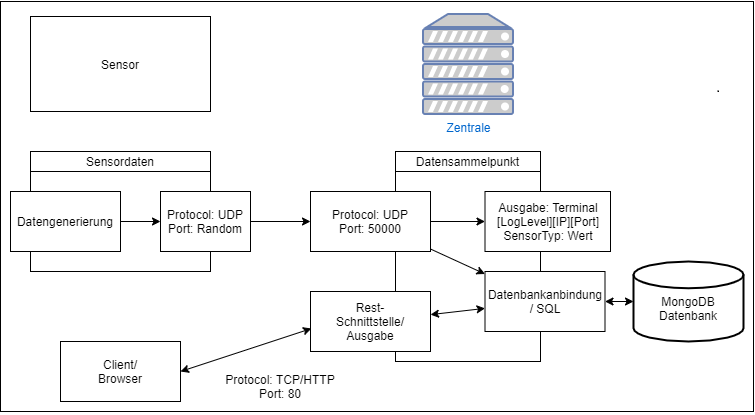 Sensor
Zentrale
Sensordaten
Datensammelpunkt
Datengenerierung
Protocol: UDP
Port: Random
Protocol: UDP
Port: 50000
Ausgabe: Terminal
[LogLevel][IP][Port]
SensorTyp: Wert
Rest-
Schnittstelle/
Ausgabe
Datenbankanbindung
/ SQL
MongoDB
Datenbank
Client/
Browser
Protocol: TCP/HTTP
Port: 80